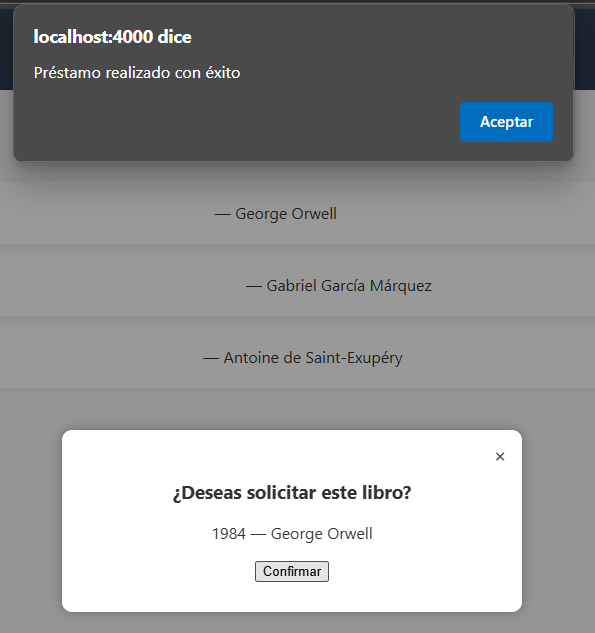 localhost:4000 dice
Préstamo realizado con éxito
Aceptar
— George Orwell
— Gabriel García Márquez
— Antoine de Saint-Exupéry
×
¿Deseas solicitar este libro?
1984 — George Orwell
Confirmar